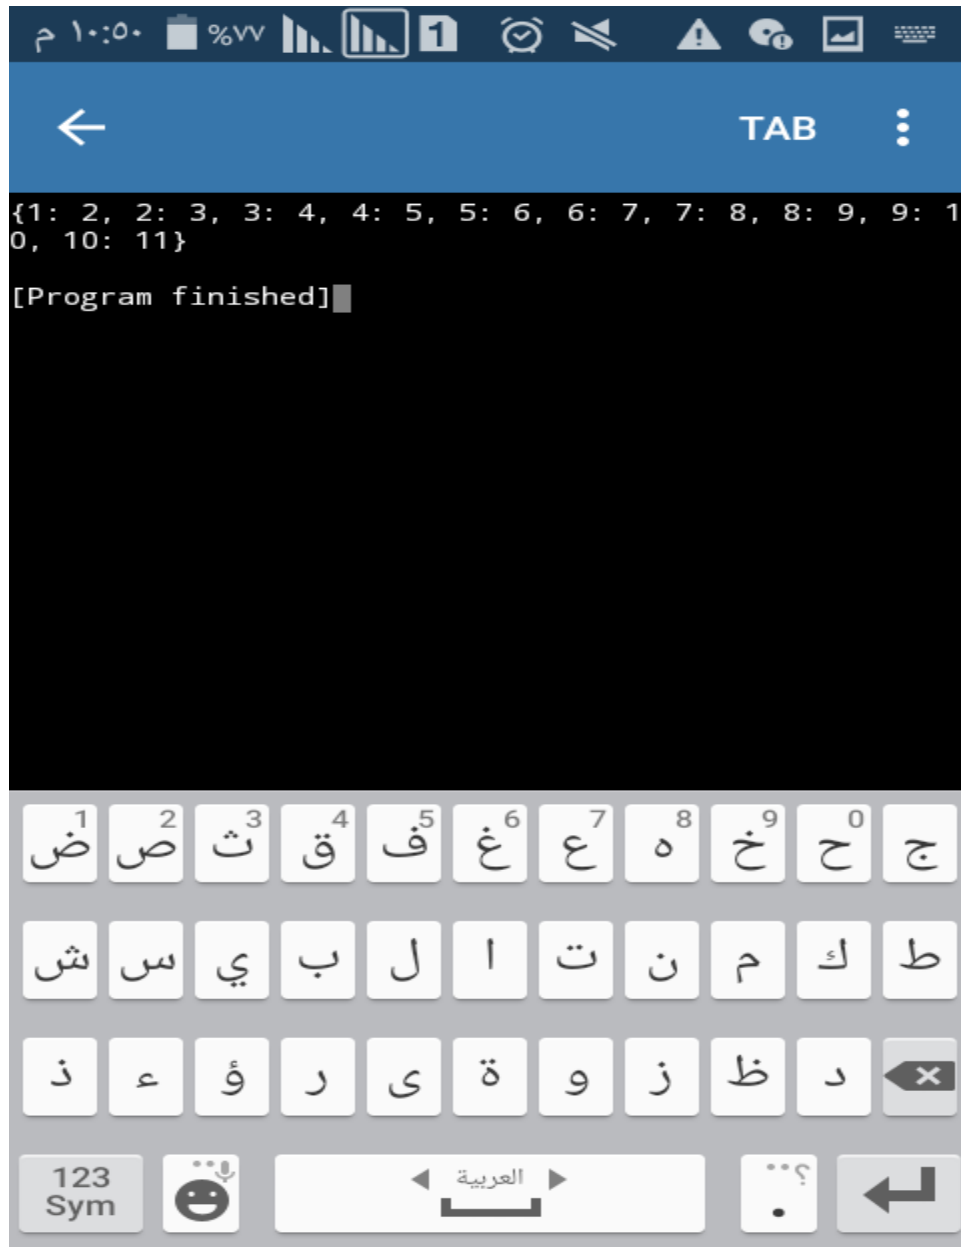 ١٠:٥٠ م %٧٧ 1
TAB
{1: 2, 2: 3, 3: 4, 4: 5, 5: 6, 6: 7, 7: 8, 8: 9, 9: 1
0, 10: 11}
[Program finished]
1 2 3 4 5 6 7 8 9 0
ض ص ث ق ف غ ع ه خ ح ج
ش س ي ب ل ا ت ن م ك ط
ذ ء ؤ ر ى ة و ز ظ د
123
Sym
العربية
؟
.